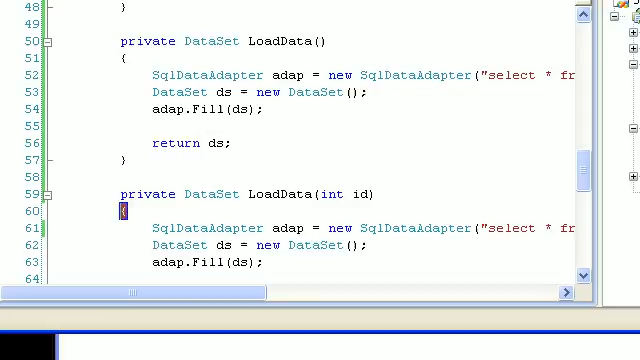 48 }
49
50 private DataSet LoadData()
51 {
52 SqlDataAdapter adap = new SqlDataAdapter("select * fr
53 DataSet ds = new DataSet();
54 adap.Fill(ds);
55
56 return ds;
57 }
58
59 private DataSet LoadData(int id)
60 {
61 SqlDataAdapter adap = new SqlDataAdapter("select * fr
62 DataSet ds = new DataSet();
63 adap.Fill(ds);
64